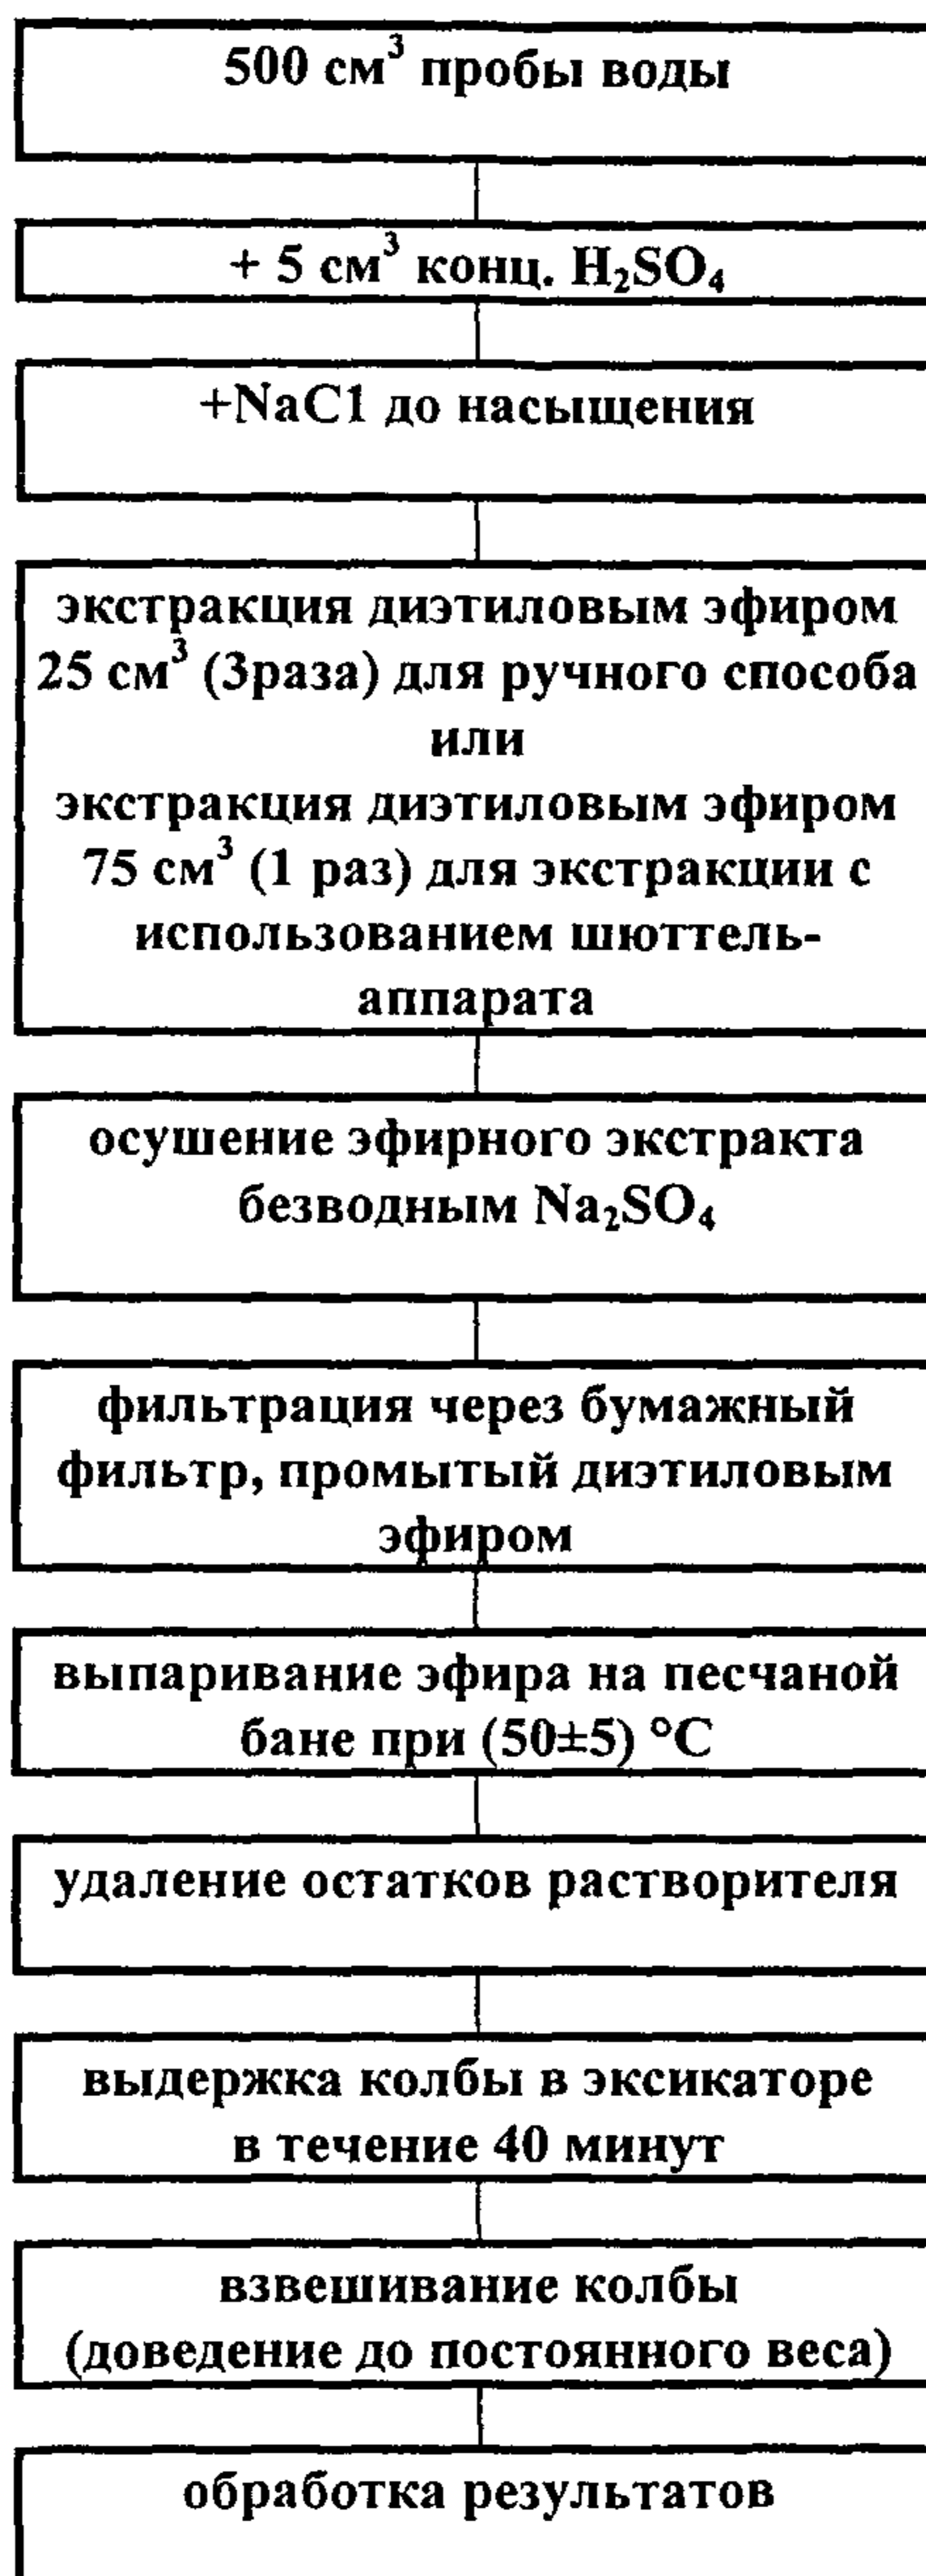 500 см³ пробы воды
+ 5 см³ конц. H₂SO₄
+NaCl до насыщения
экстракция диэтиловым эфиром
25 см³ (3раза) для ручного способа
или
экстракция диэтиловым эфиром
75 см³ (1 раз) для экстракции с
использованием шюттель-
аппарата
осушение эфирного экстракта
безводным Na₂SO₄
фильтрация через бумажный
фильтр, промытый диэтиловым
эфиром
выпаривание эфира на песчаной
бане при (50±5) °С
удаление остатков растворителя
выдержка колбы в эксикаторе
в течение 40 минут
взвешивание колбы
(доведение до постоянного веса)
обработка результатов